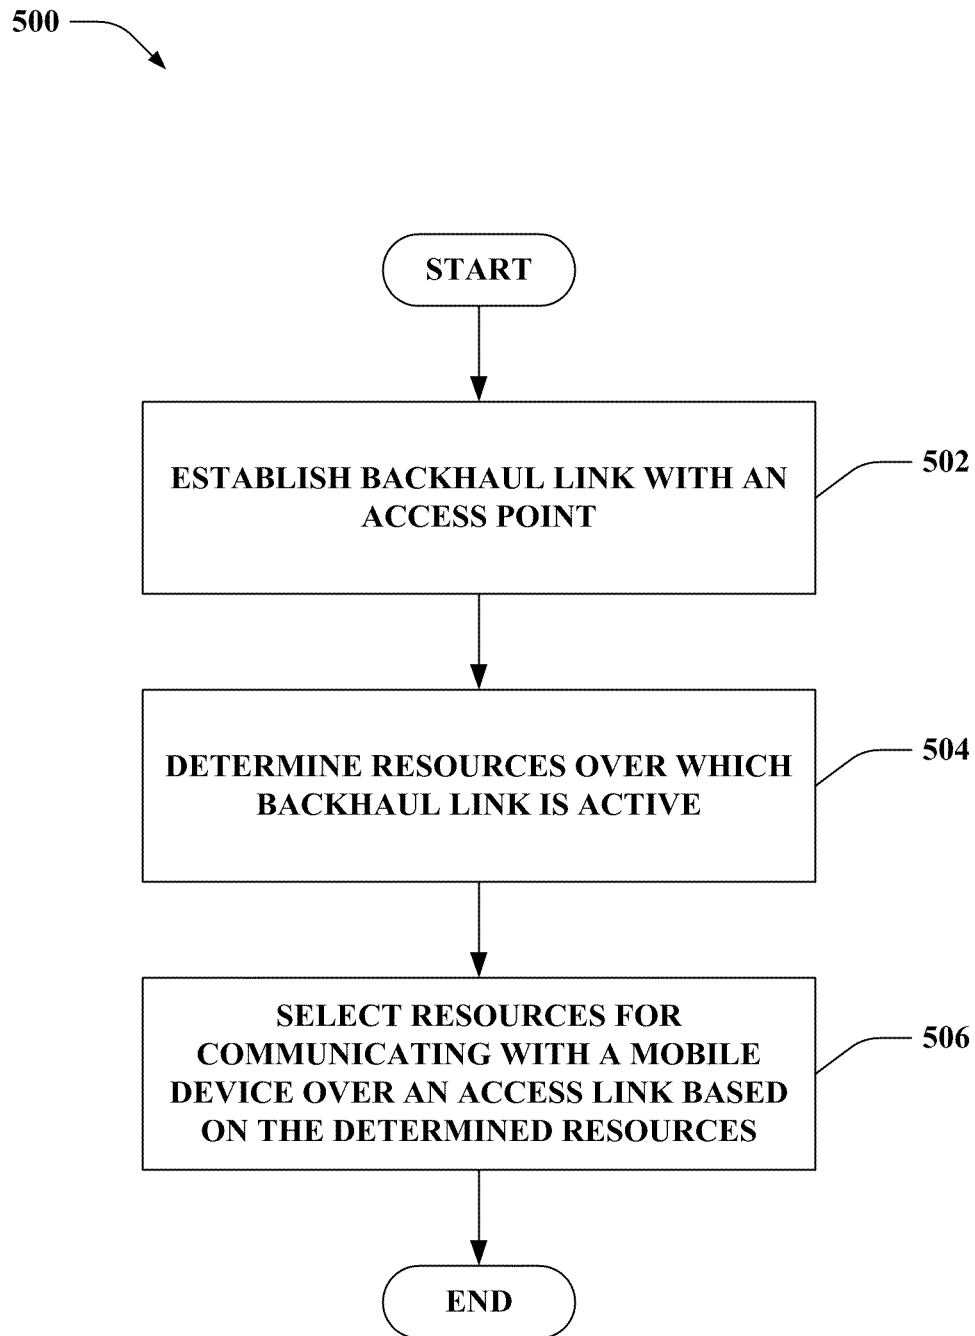 500
START
ESTABLISH BACKHAUL LINK WITH AN
ACCESS POINT
502
DETERMINE RESOURCES OVER WHICH
BACKHAUL LINK IS ACTIVE
504
SELECT RESOURCES FOR
COMMUNICATING WITH A MOBILE
DEVICE OVER AN ACCESS LINK BASED
ON THE DETERMINED RESOURCES
506
END